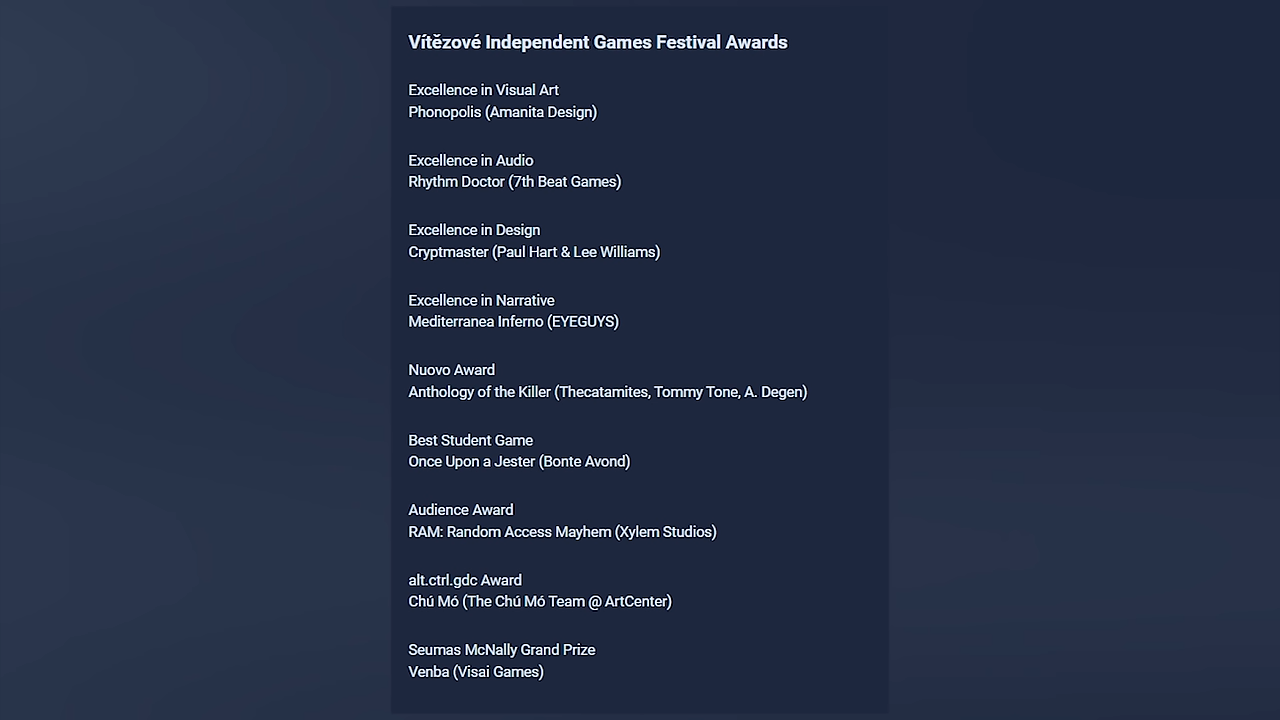 Vítězové Independent Games Festival Awards
Excellence in Visual Art
Phonopolis (Amanita Design)
Excellence in Audio
Rhythm Doctor (7th Beat Games)
Excellence in Design
Cryptmaster (Paul Hart & Lee Williams)
Excellence in Narrative
Mediterranea Inferno (EYEGUYS)
Nuovo Award
Anthology of the Killer (Thecatamites, Tommy Tone, A. Degen)
Best Student Game
Once Upon a Jester (Bonte Avond)
Audience Award
RAM: Random Access Mayhem (Xylem Studios)
alt.ctrl.gdc Award
Chú Mó (The Chú Mó Team @ ArtCenter)
Seumas McNally Grand Prize
Venba (Visai Games)